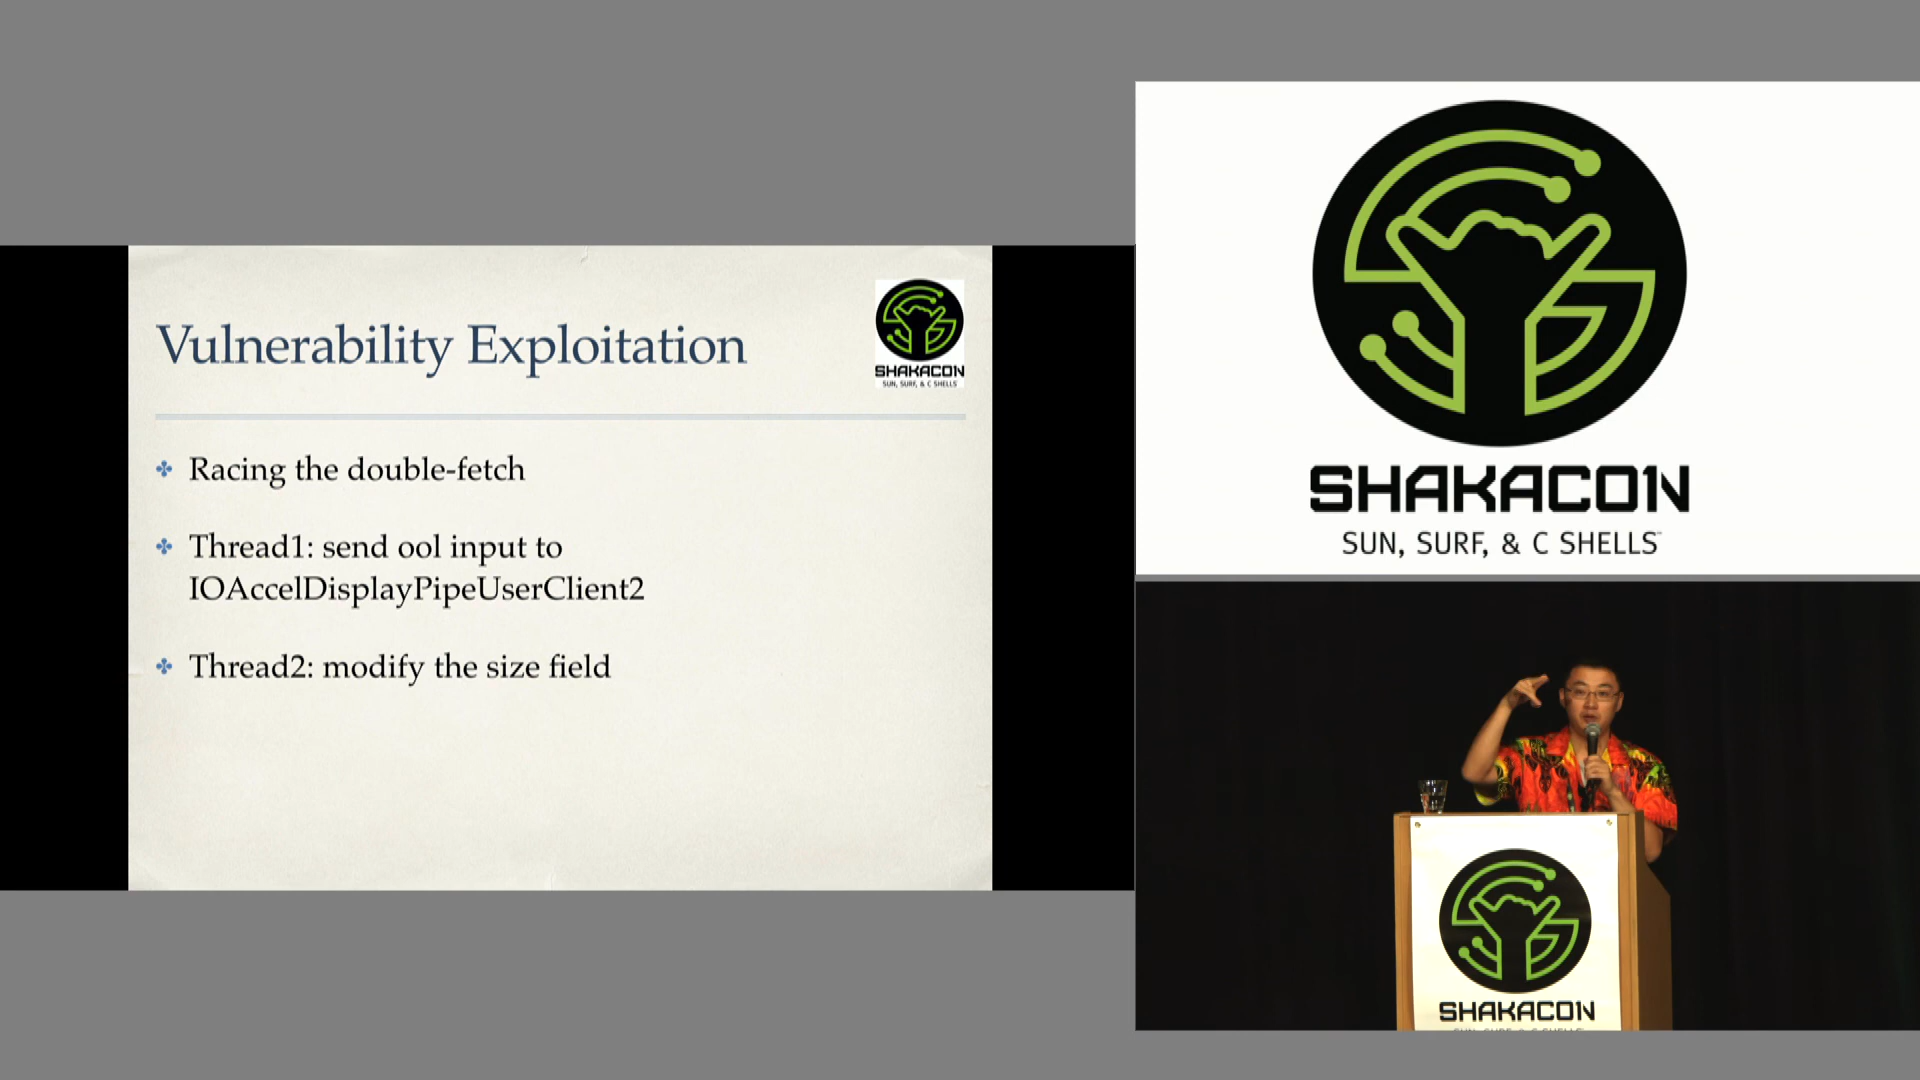 Vulnerability Exploitation
SHAKACON
SUN, SURF, & C SHELLS
Racing the double-fetch
Thread1: send ool input to
IOAccelDisplayPipeUserClient2
Thread2: modify the size field
SHAKACON
SUN, SURF, & C SHELLS
SHAKACON